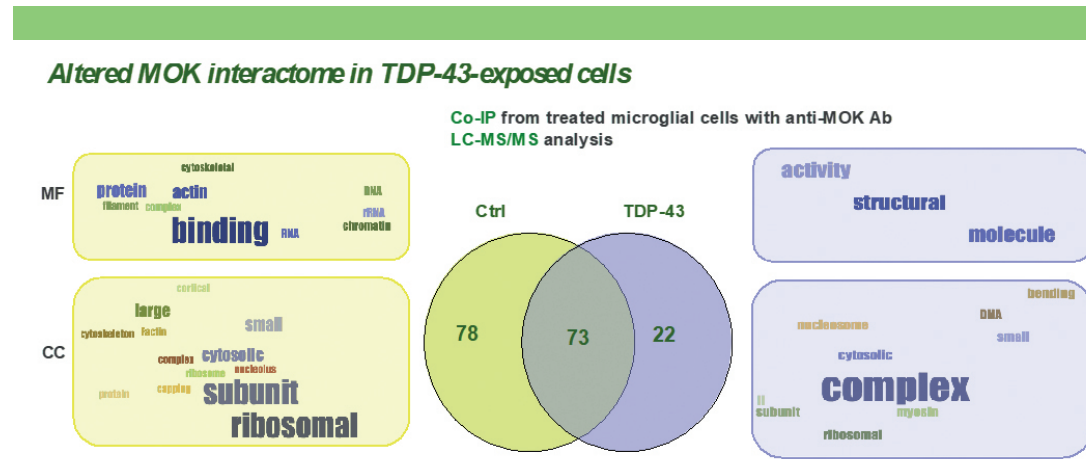 Altered MOK interactome in TDP-43-exposed cells
Co-IP from treated microglial cells with anti-MOK Ab
LC-MS/MS analysis
MF
cytoskeletal
protein actin DNA
filament complex rRNA
binding RNA chromatin
Ctrl TDP-43
activity
structural
molecule
CC
cortical
large small
cytoskeleton Factin
complex cytosolic
ribosome nucleolus
protein capping subunit
ribosomal
78 73 22
bending
DNA
nucleosome small
cytosolic
complex
II
subunit myosin
ribosomal